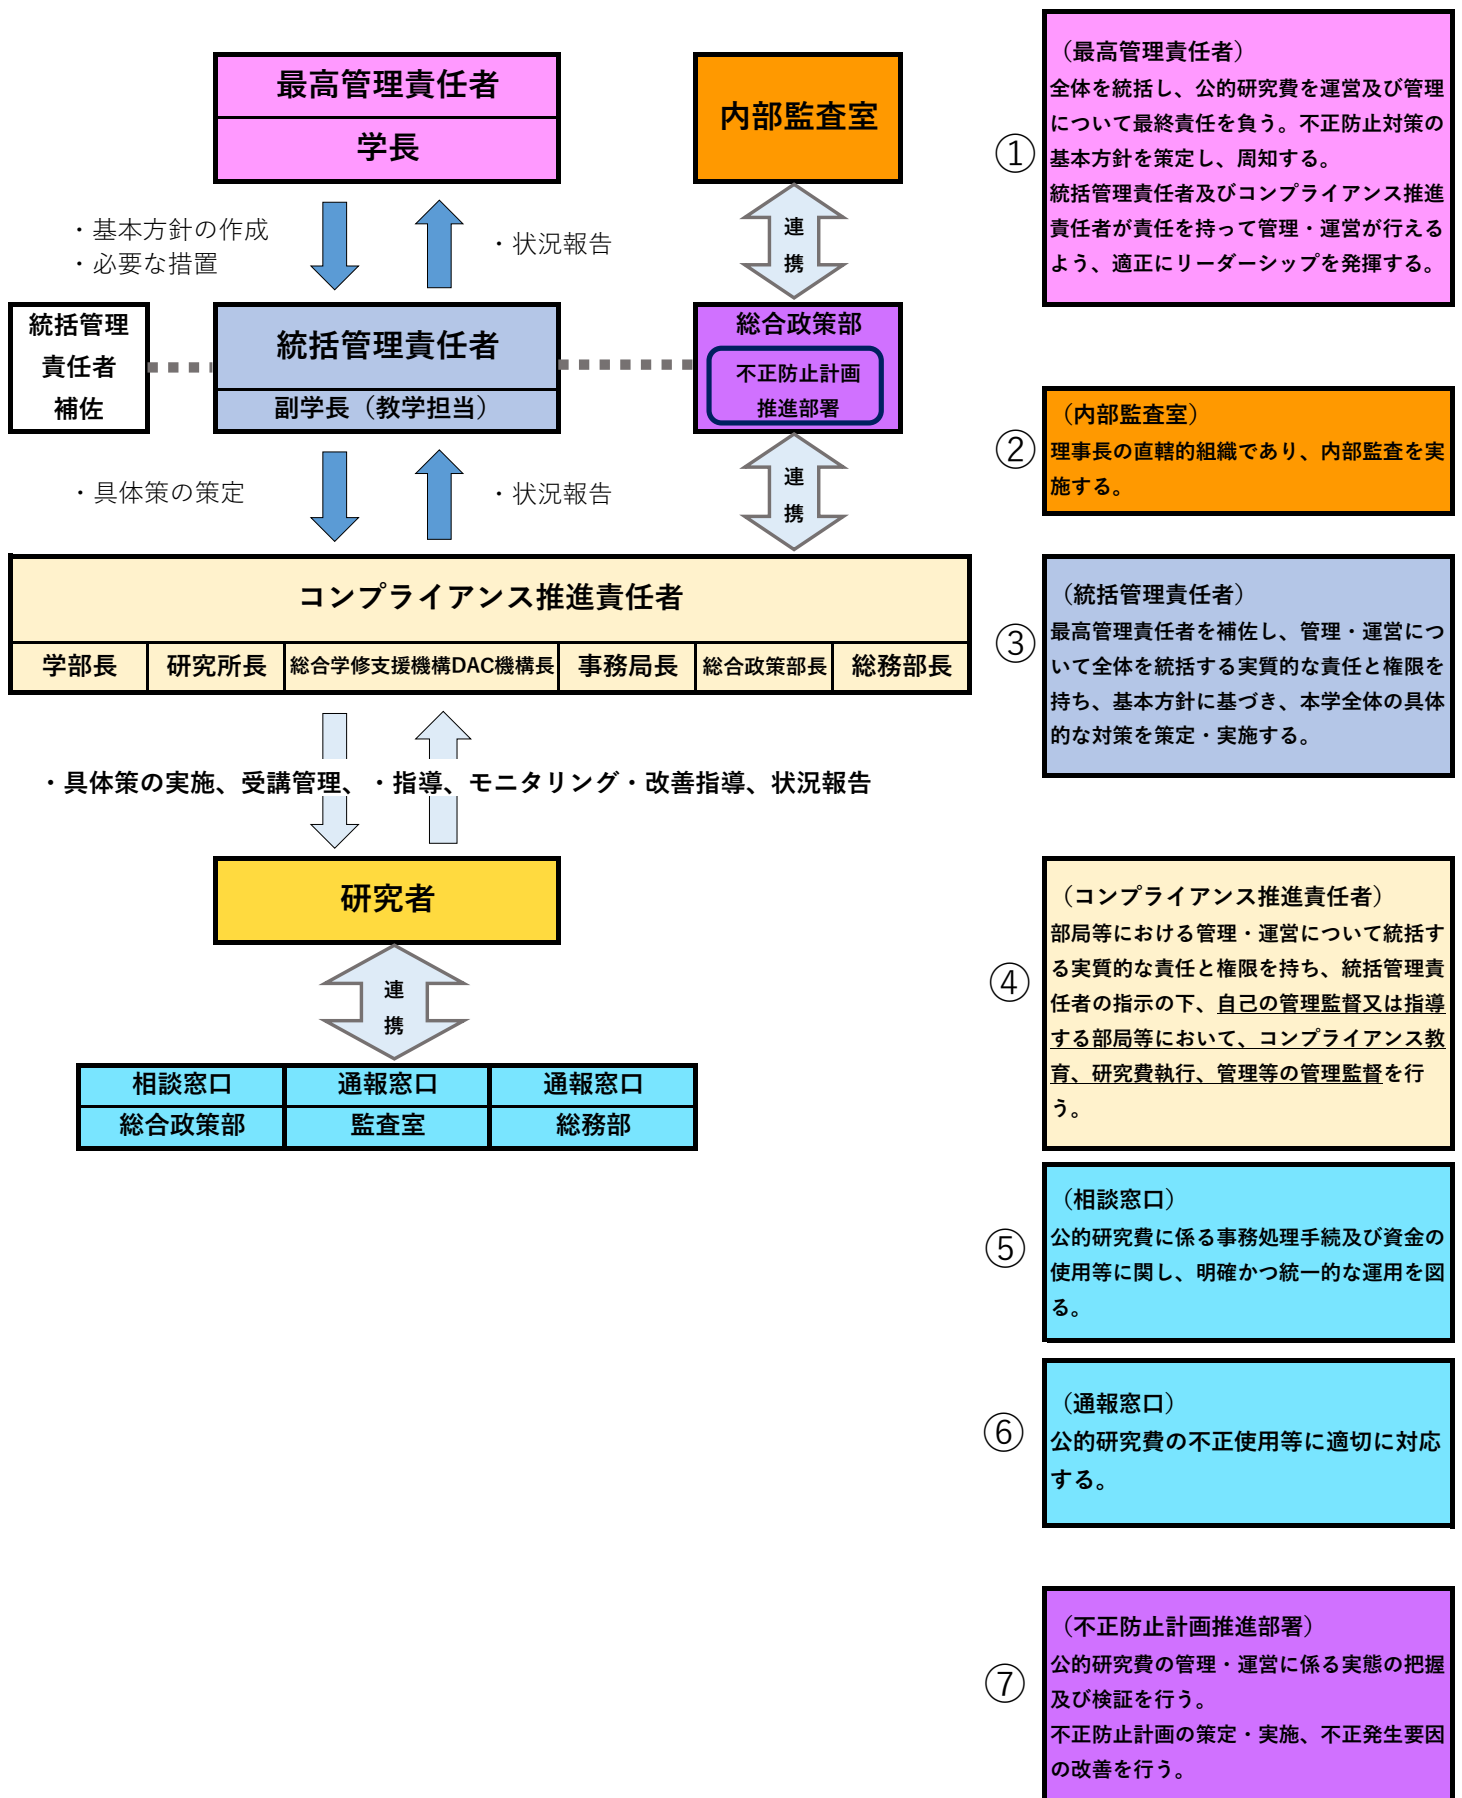 最高管理責任者
学長
内部監査室
・基本方針の作成
・必要な措置
・状況報告
連
携
統括管理
責任者
補佐
統括管理責任者
副学長（教学担当）
総合政策部
不正防止計画
推進部署
・具体策の策定
・状況報告
連
携
コンプライアンス推進責任者
学部長
研究所長
総合学修支援機構DAC機構長
事務局長
総合政策部長
総務部長
・具体策の実施、受講管理、・指導、モニタリング・改善指導、状況報告
研究者
連
携
相談窓口
通報窓口
通報窓口
総合政策部
監査室
総務部
①
（最高管理責任者）
全体を統括し、公的研究費を運営及び管理
について最終責任を負う。不正防止対策の
基本方針を策定し、周知する。
統括管理責任者及びコンプライアンス推進
責任者が責任を持って管理・運営が行える
よう、適正にリーダーシップを発揮する。
②
（内部監査室）
理事長の直轄的組織であり、内部監査を実
施する。
③
（統括管理責任者）
最高管理責任者を補佐し、管理・運営につ
いて全体を統括する実質的な責任と権限を
持ち、基本方針に基づき、本学全体の具体
的な対策を策定・実施する。
④
（コンプライアンス推進責任者）
部局等における管理・運営について統括す
る実質的な責任と権限を持ち、統括管理責
任者の指示の下、自己の管理監督又は指導
する部局等において、コンプライアンス教
育、研究費執行、管理等の管理監督を行
う。
⑤
（相談窓口）
公的研究費に係る事務処理手続及び資金の
使用等に関し、明確かつ統一的な運用を図
る。
⑥
（通報窓口）
公的研究費の不正使用等に適切に対応
する。
⑦
（不正防止計画推進部署）
公的研究費の管理・運営に係る実態の把握
及び検証を行う。
不正防止計画の策定・実施、不正発生要因
の改善を行う。